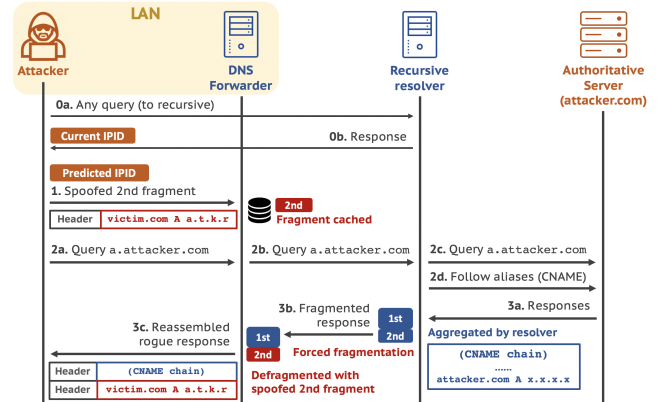 LAN
Attacker
DNS
Forwarder
Recursive
resolver
Authoritative
Server
(attacker.com)
0a. Any query (to recursive)
Current IPID
0b. Response
Predicted IPID
1. Spoofed 2nd fragment
Header
victim.com A a.t.k.r
2nd
Fragment cached
2a. Query a.attacker.com
2b. Query a.attacker.com
2c. Query a.attacker.com
2d. Follow aliases (CNAME)
3a. Responses
3b. Fragmented
response
1st
2nd
Forced fragmentation
3c. Reassembled
rogue response
1st
2nd
Defragmented with
spoofed 2nd fragment
Aggregated by resolver
(CNAME chain)
......
attacker.com A x.x.x.x
Header
(CNAME chain)
Header
victim.com A a.t.k.r